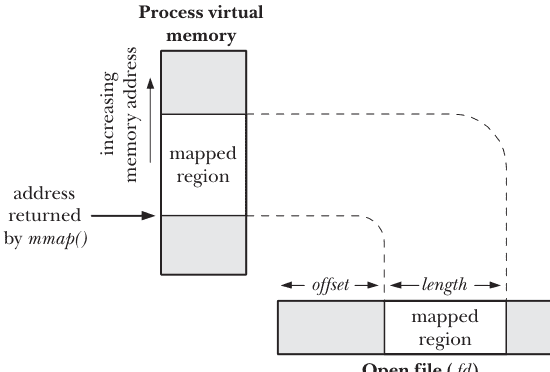 Process virtual
memory
increasing
memory address
mapped
region
address
returned
by mmap()
offset
length
mapped
region
Open file (fd)